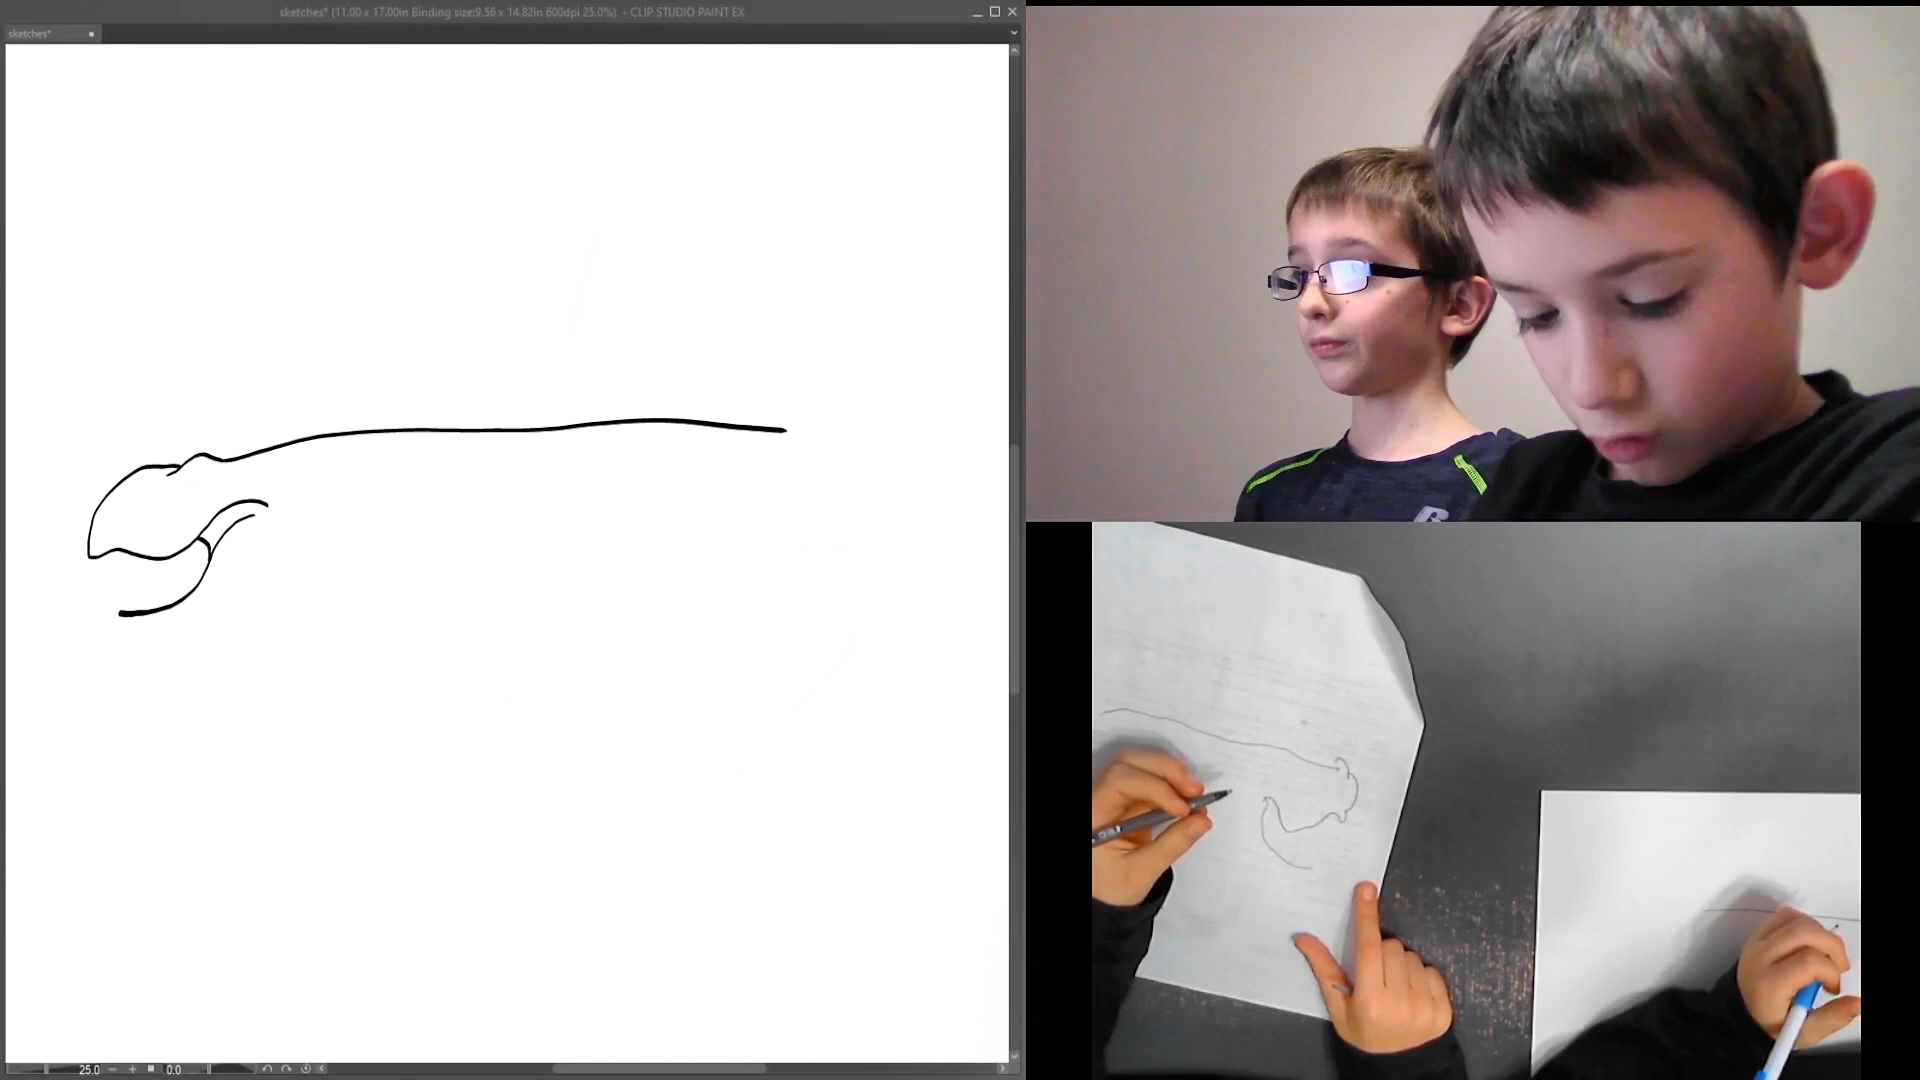 sketches* (11.00 x 17.00in Binding size:9.56 x 14.82in 600dpi 25.0%) - CLIP STUDIO PAINT EX
sketches*
25.0
0.0